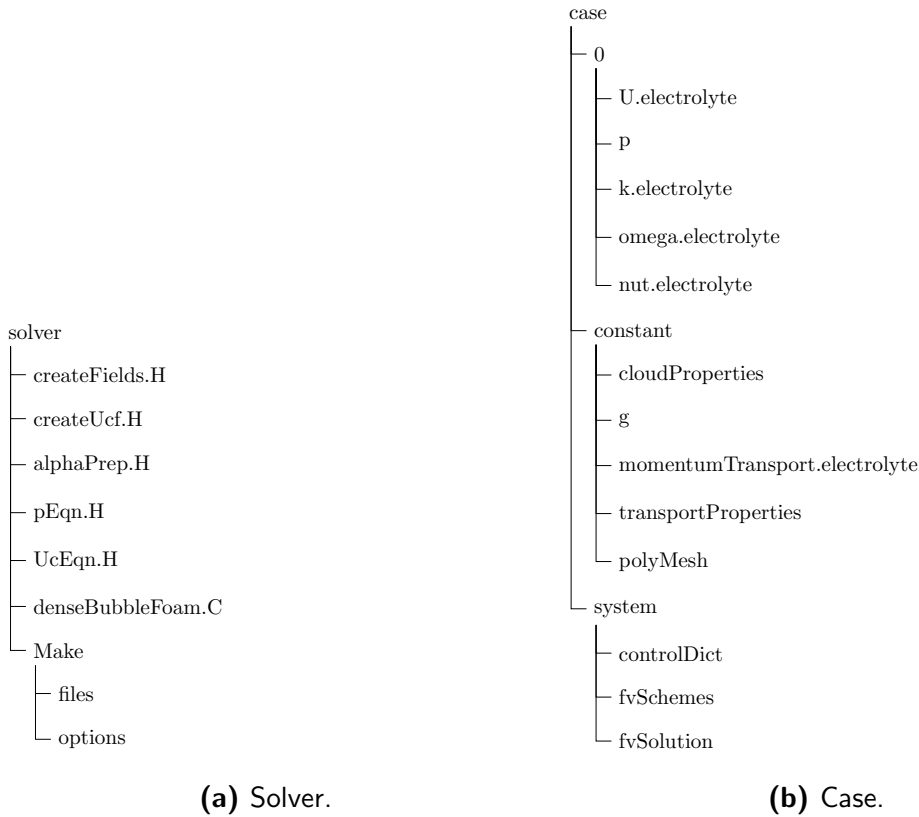 solver
createFields.H
createUcf.H
alphaPrep.H
pEqn.H
UcEqn.H
denseBubbleFoam.C
Make
files
options
(a) Solver.
case
0
U.electrolyte
p
k.electrolyte
omega.electrolyte
nut.electrolyte
constant
cloudProperties
g
momentumTransport.electrolyte
transportProperties
polyMesh
system
controlDict
fvSchemes
fvSolution
(b) Case.